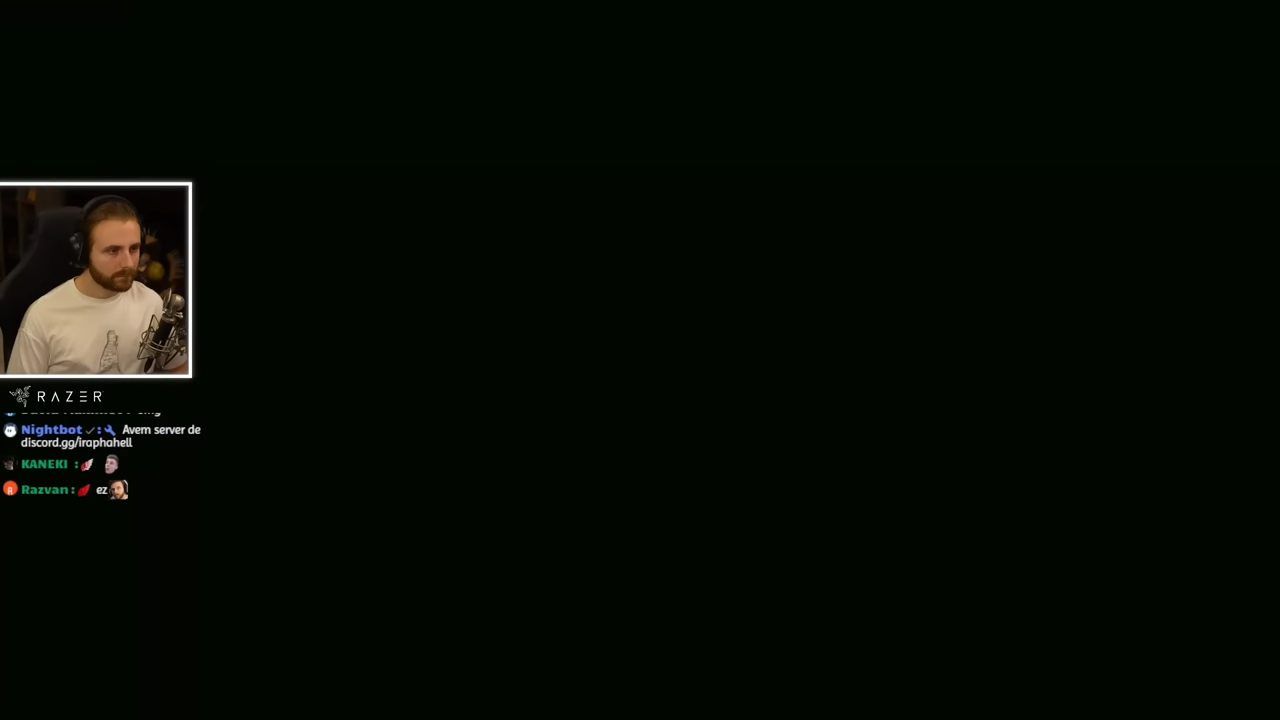 RAZER
Nightbot : Avem server de
discord.gg/iraphahell
KANEKI :
Razvan : ez